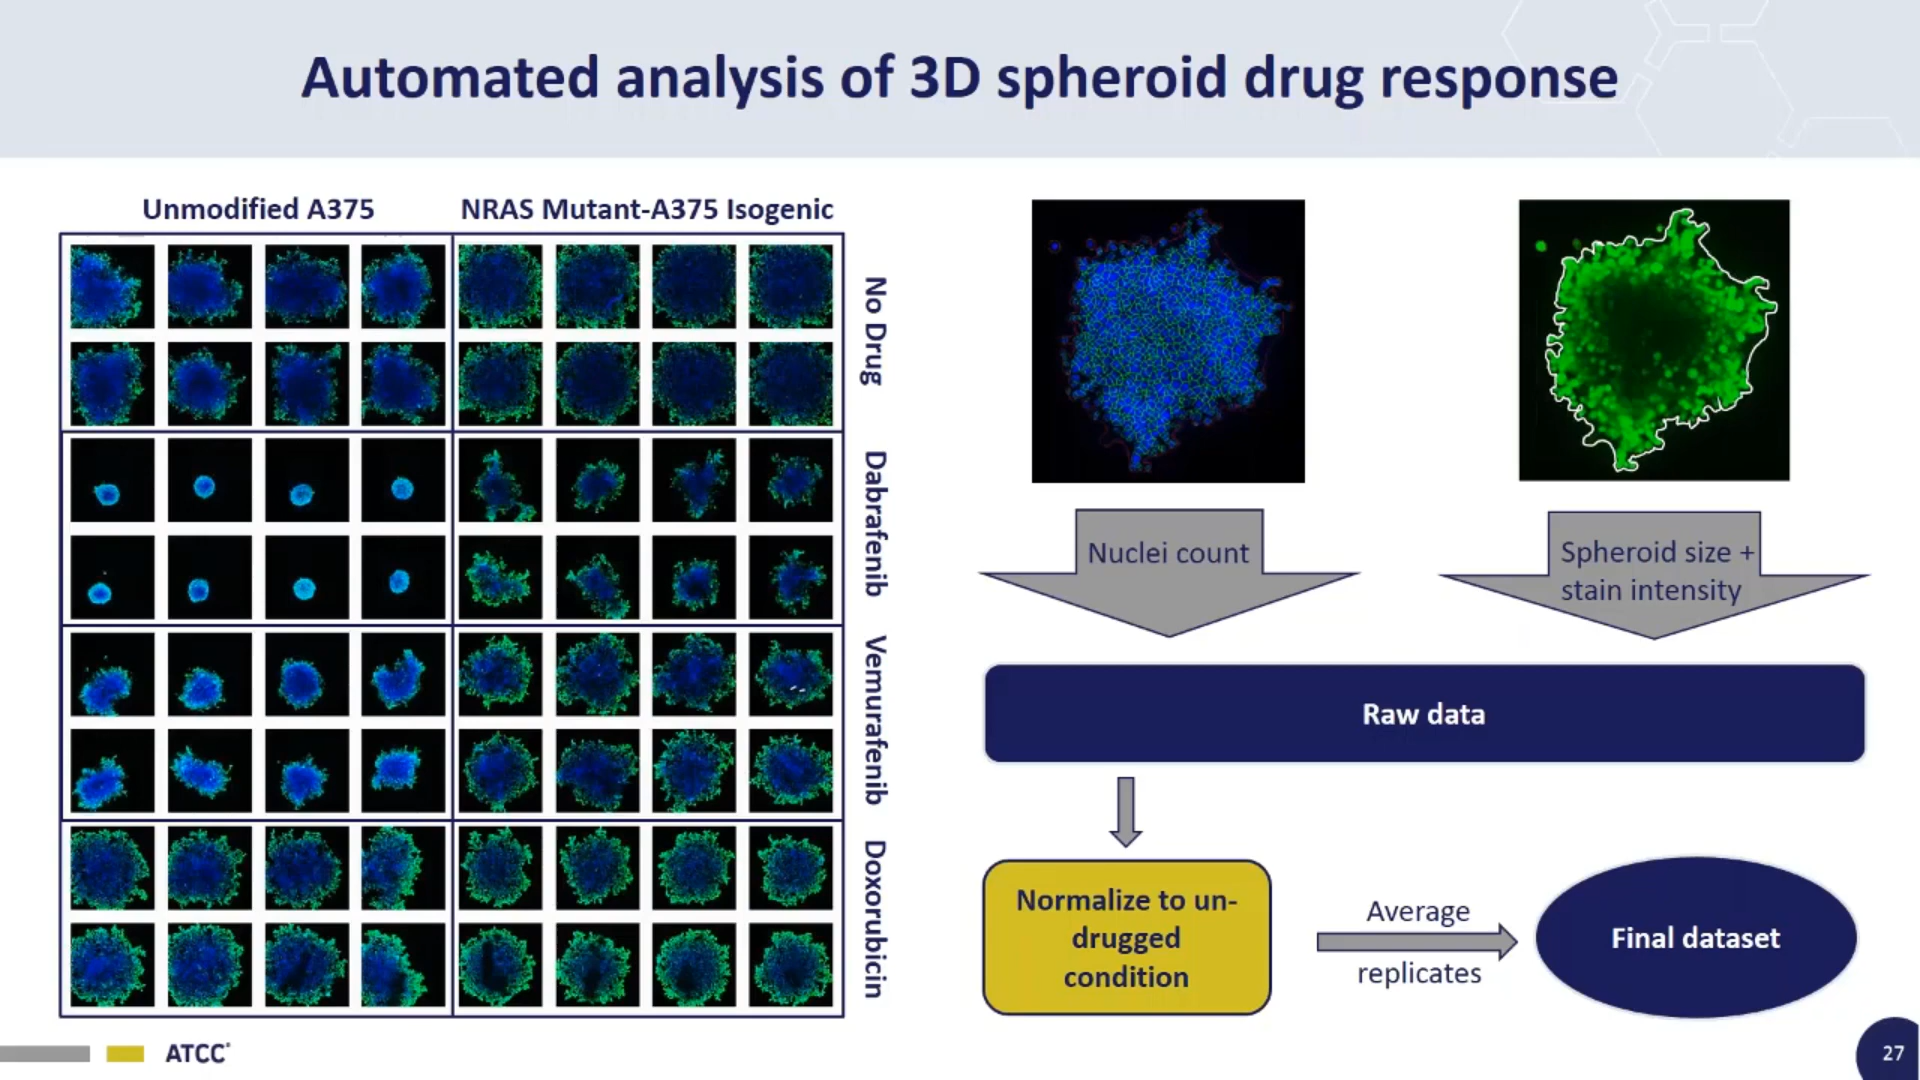 Automated analysis of 3D spheroid drug response
Unmodified A375
NRAS Mutant-A375 Isogenic
No Drug
Dabrafenib
Vemurafenib
Doxorubicin
Nuclei count
Spheroid size +
stain intensity
Raw data
Normalize to un-
drugged
condition
Average
replicates
Final dataset
ATCC®
27